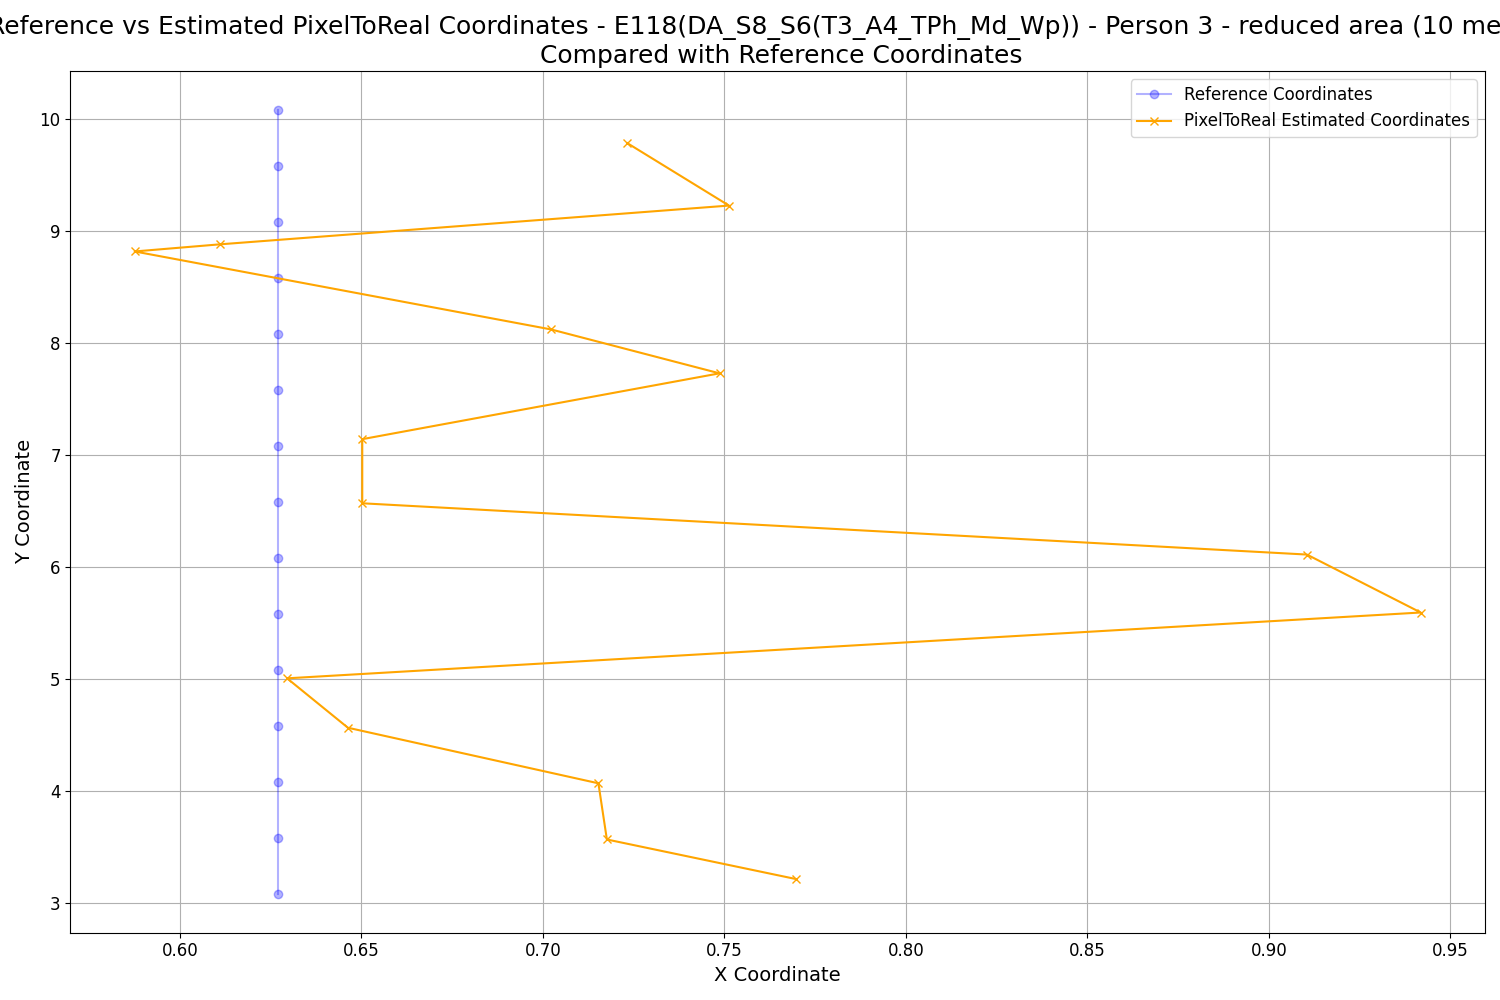 Reference vs Estimated PixelToReal Coordinates - E118(DA_S8_S6(T3_A4_TPh_Md_Wp)) - Person 3 - reduced area (10 me
Compared with Reference Coordinates
Reference Coordinates
PixelToReal Estimated Coordinates
10
9
8
7
6
5
4
3
Y Coordinate
0.60 0.65 0.70 0.75 0.80 0.85 0.90 0.95
X Coordinate